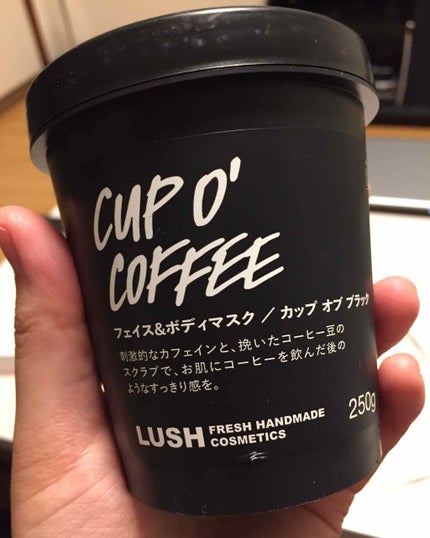 CUP O'
COFFEE
フェイス&ボディマスク / カップ オブ ブラック
刺激的なカフェインと、挽いたコーヒー豆の
スクラブで、お肌にコーヒーを飲んだ後の
ようなすっきり感を。
LUSH FRESH HANDMADE
COSMETICS
250g